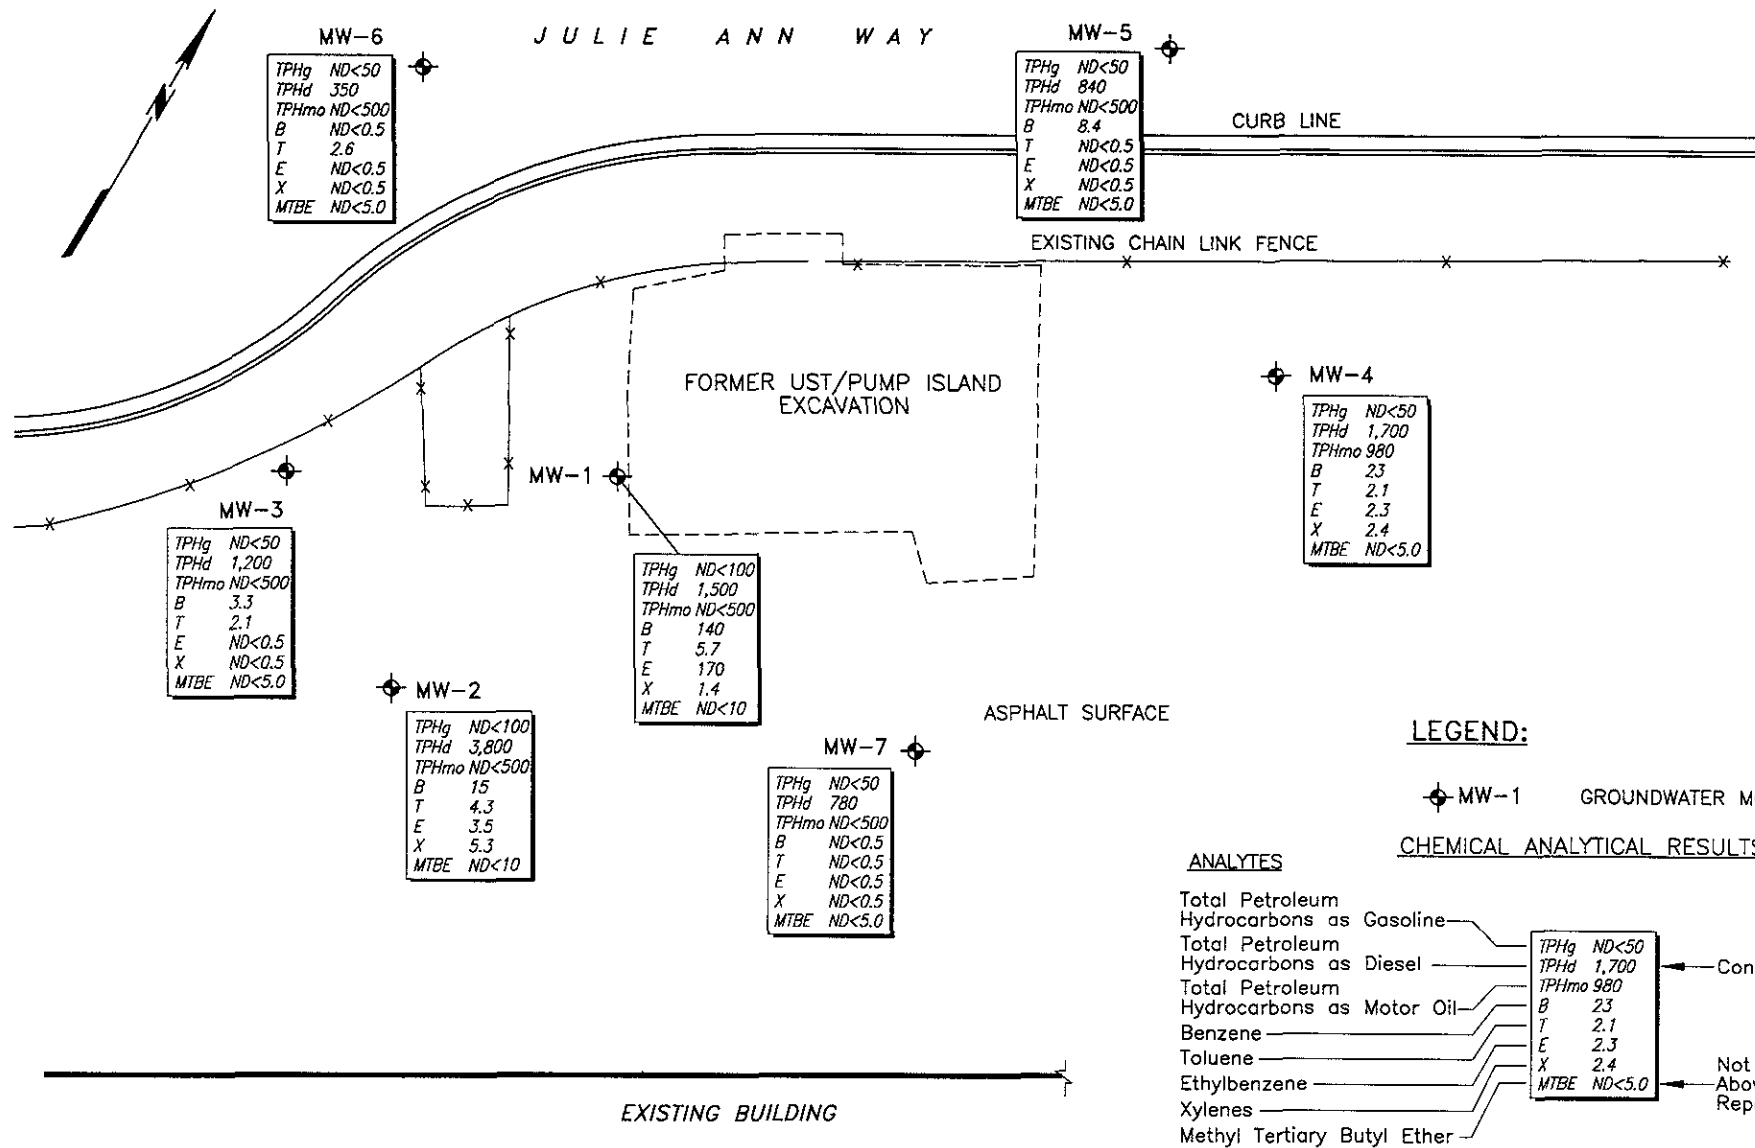 JULIE ANN WAY
N
MW-6
TPHg ND<50
TPHd 350
TPHmo ND<500
B ND<0.5
T 2.6
E ND<0.5
X ND<0.5
MTBE ND<5.0
MW-5
TPHg ND<50
TPHd 840
TPHmo ND<500
B 8.4
T ND<0.5
E ND<0.5
X ND<0.5
MTBE ND<5.0
CURB LINE
EXISTING CHAIN LINK FENCE
FORMER UST/PUMP ISLAND
EXCAVATION
MW-4
TPHg ND<50
TPHd 1,700
TPHmo 980
B 23
T 2.1
E 2.3
X 2.4
MTBE ND<5.0
MW-1
TPHg ND<100
TPHd 1,500
TPHmo ND<500
B 140
T 5.7
E 170
X 1.4
MTBE ND<10
MW-3
TPHg ND<50
TPHd 1,200
TPHmo ND<500
B 3.3
T 2.1
E ND<0.5
X ND<0.5
MTBE ND<5.0
MW-2
TPHg ND<100
TPHd 3,800
TPHmo ND<500
B 15
T 4.3
E 3.5
X 5.3
MTBE ND<10
ASPHALT SURFACE
MW-7
TPHg ND<50
TPHd 780
TPHmo ND<500
B ND<0.5
T ND<0.5
E ND<0.5
X ND<0.5
MTBE ND<5.0
EXISTING BUILDING
LEGEND:
MW-1 GROUNDWATER M
CHEMICAL ANALYTICAL RESULTS
ANALYTES
Total Petroleum
Hydrocarbons as Gasoline
Total Petroleum
Hydrocarbons as Diesel
Total Petroleum
Hydrocarbons as Motor Oil
Benzene
Toluene
Ethylbenzene
Xylenes
Methyl Tertiary Butyl Ether
TPHg ND<50
TPHd 1,700
TPHmo 980
B 23
T 2.1
E 2.3
X 2.4
MTBE ND<5.0
Con
Not
Abov
Rep